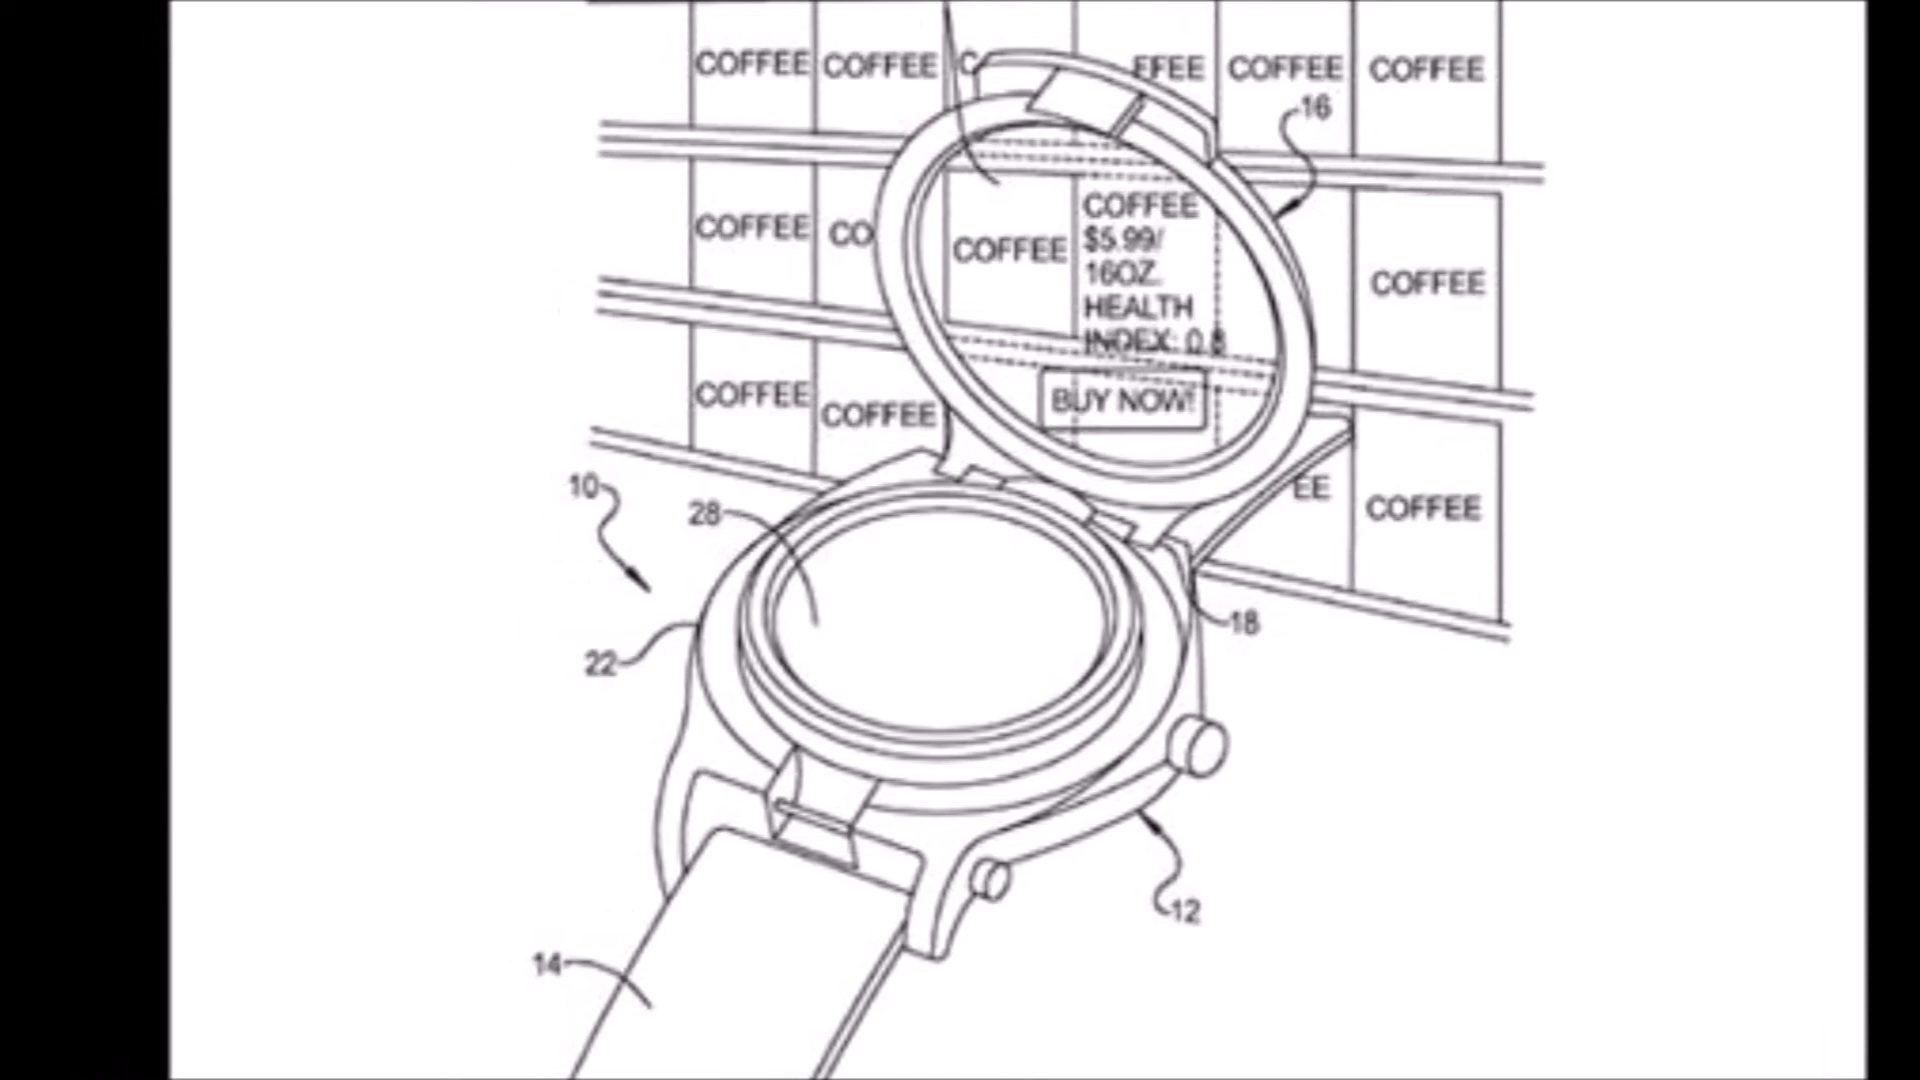 COFFEE COFFEE C FFEE COFFEE COFFEE
16
COFFEE CO COFFEE COFFEE
$5.99/
16OZ.
HEALTH
INDEX: 0.8
BUY NOW!
COFFEE
COFFEE COFFEE
EE COFFEE
10
28
22
18
12
14